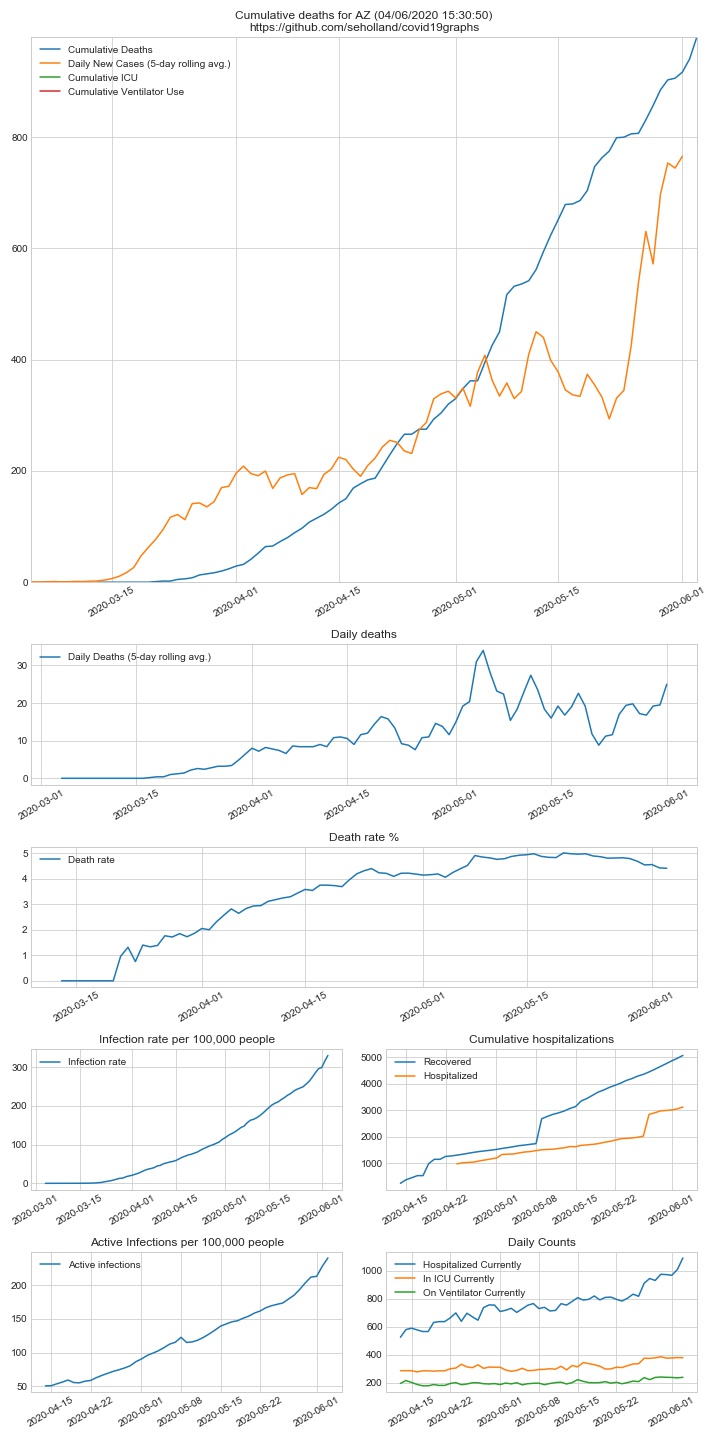 Cumulative deaths for AZ (04/06/2020 15:30:50)
https://github.com/seholland/covid19graphs
Cumulative Deaths
Daily New Cases (5-day rolling avg.)
Cumulative ICU
Cumulative Ventilator Use
800
600
400
200
0
2020-03-15 2020-04-01 2020-04-15 2020-05-01 2020-05-15 2020-06-01
Daily deaths
Daily Deaths (5-day rolling avg.)
30
20
10
0
2020-03-01 2020-03-15 2020-04-01 2020-04-15 2020-05-01 2020-05-15 2020-06-01
Death rate %
Death rate
5
4
3
2
1
0
2020-03-15 2020-04-01 2020-04-15 2020-05-01 2020-05-15 2020-06-01
Infection rate per 100,000 people
Infection rate
300
200
100
0
2020-03-01 2020-03-15 2020-04-01 2020-04-15 2020-05-01 2020-05-15 2020-06-01
Cumulative hospitalizations
Recovered
Hospitalized
5000
4000
3000
2000
1000
2020-04-15 2020-04-22 2020-05-01 2020-05-08 2020-05-15 2020-05-22 2020-06-01
Active Infections per 100,000 people
Active infections
200
150
100
50
2020-04-15 2020-04-22 2020-05-01 2020-05-08 2020-05-15 2020-05-22 2020-06-01
Daily Counts
Hospitalized Currently
In ICU Currently
On Ventilator Currently
1000
800
600
400
200
2020-04-15 2020-04-22 2020-05-01 2020-05-08 2020-05-15 2020-05-22 2020-06-01